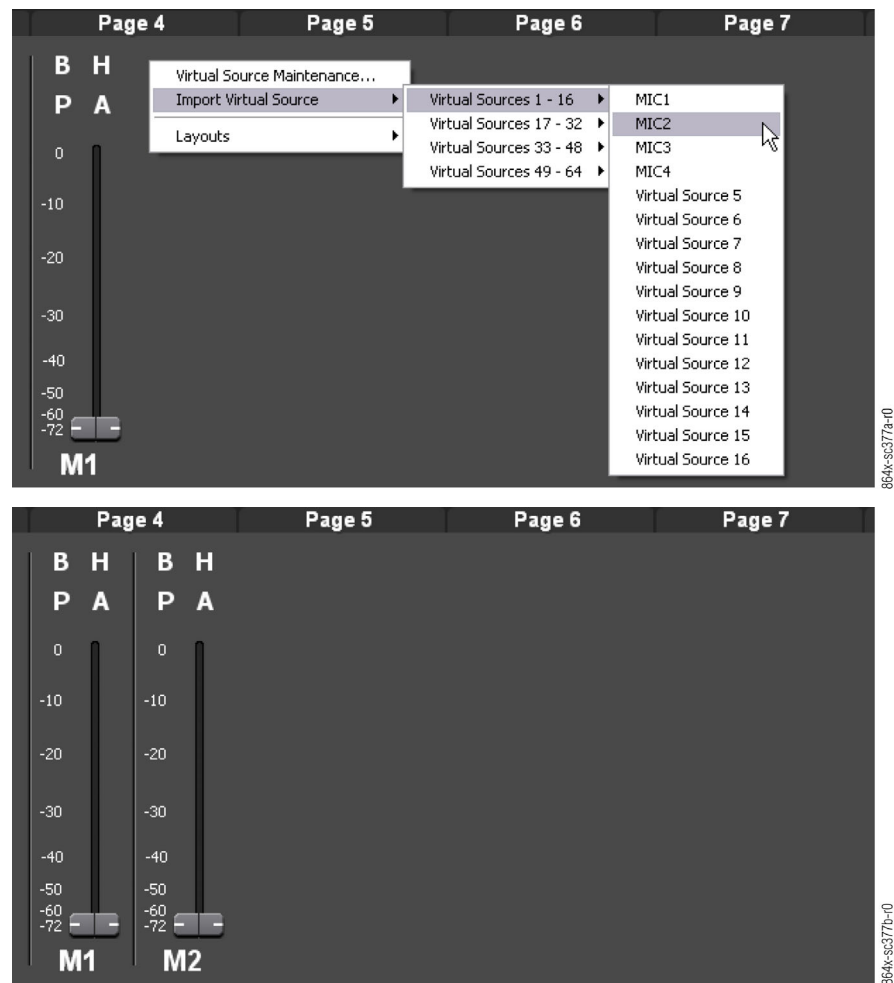 Page 4 Page 5 Page 6 Page 7
B H
P A
0
-10
-20
-30
-40
-50
-60
-72
M1
Virtual Source Maintenance...
Import Virtual Source
Layouts
Virtual Sources 1 - 16
Virtual Sources 17 - 32
Virtual Sources 33 - 48
Virtual Sources 49 - 64
MIC1
MIC2
MIC3
MIC4
Virtual Source 5
Virtual Source 6
Virtual Source 7
Virtual Source 8
Virtual Source 9
Virtual Source 10
Virtual Source 11
Virtual Source 12
Virtual Source 13
Virtual Source 14
Virtual Source 15
Virtual Source 16
864x-sc377a-r0
Page 4 Page 5 Page 6 Page 7
B H B H
P A P A
0 0
-10 -10
-20 -20
-30 -30
-40 -40
-50 -50
-60 -60
-72 -72
M1 M2
864x-sc377b-r0